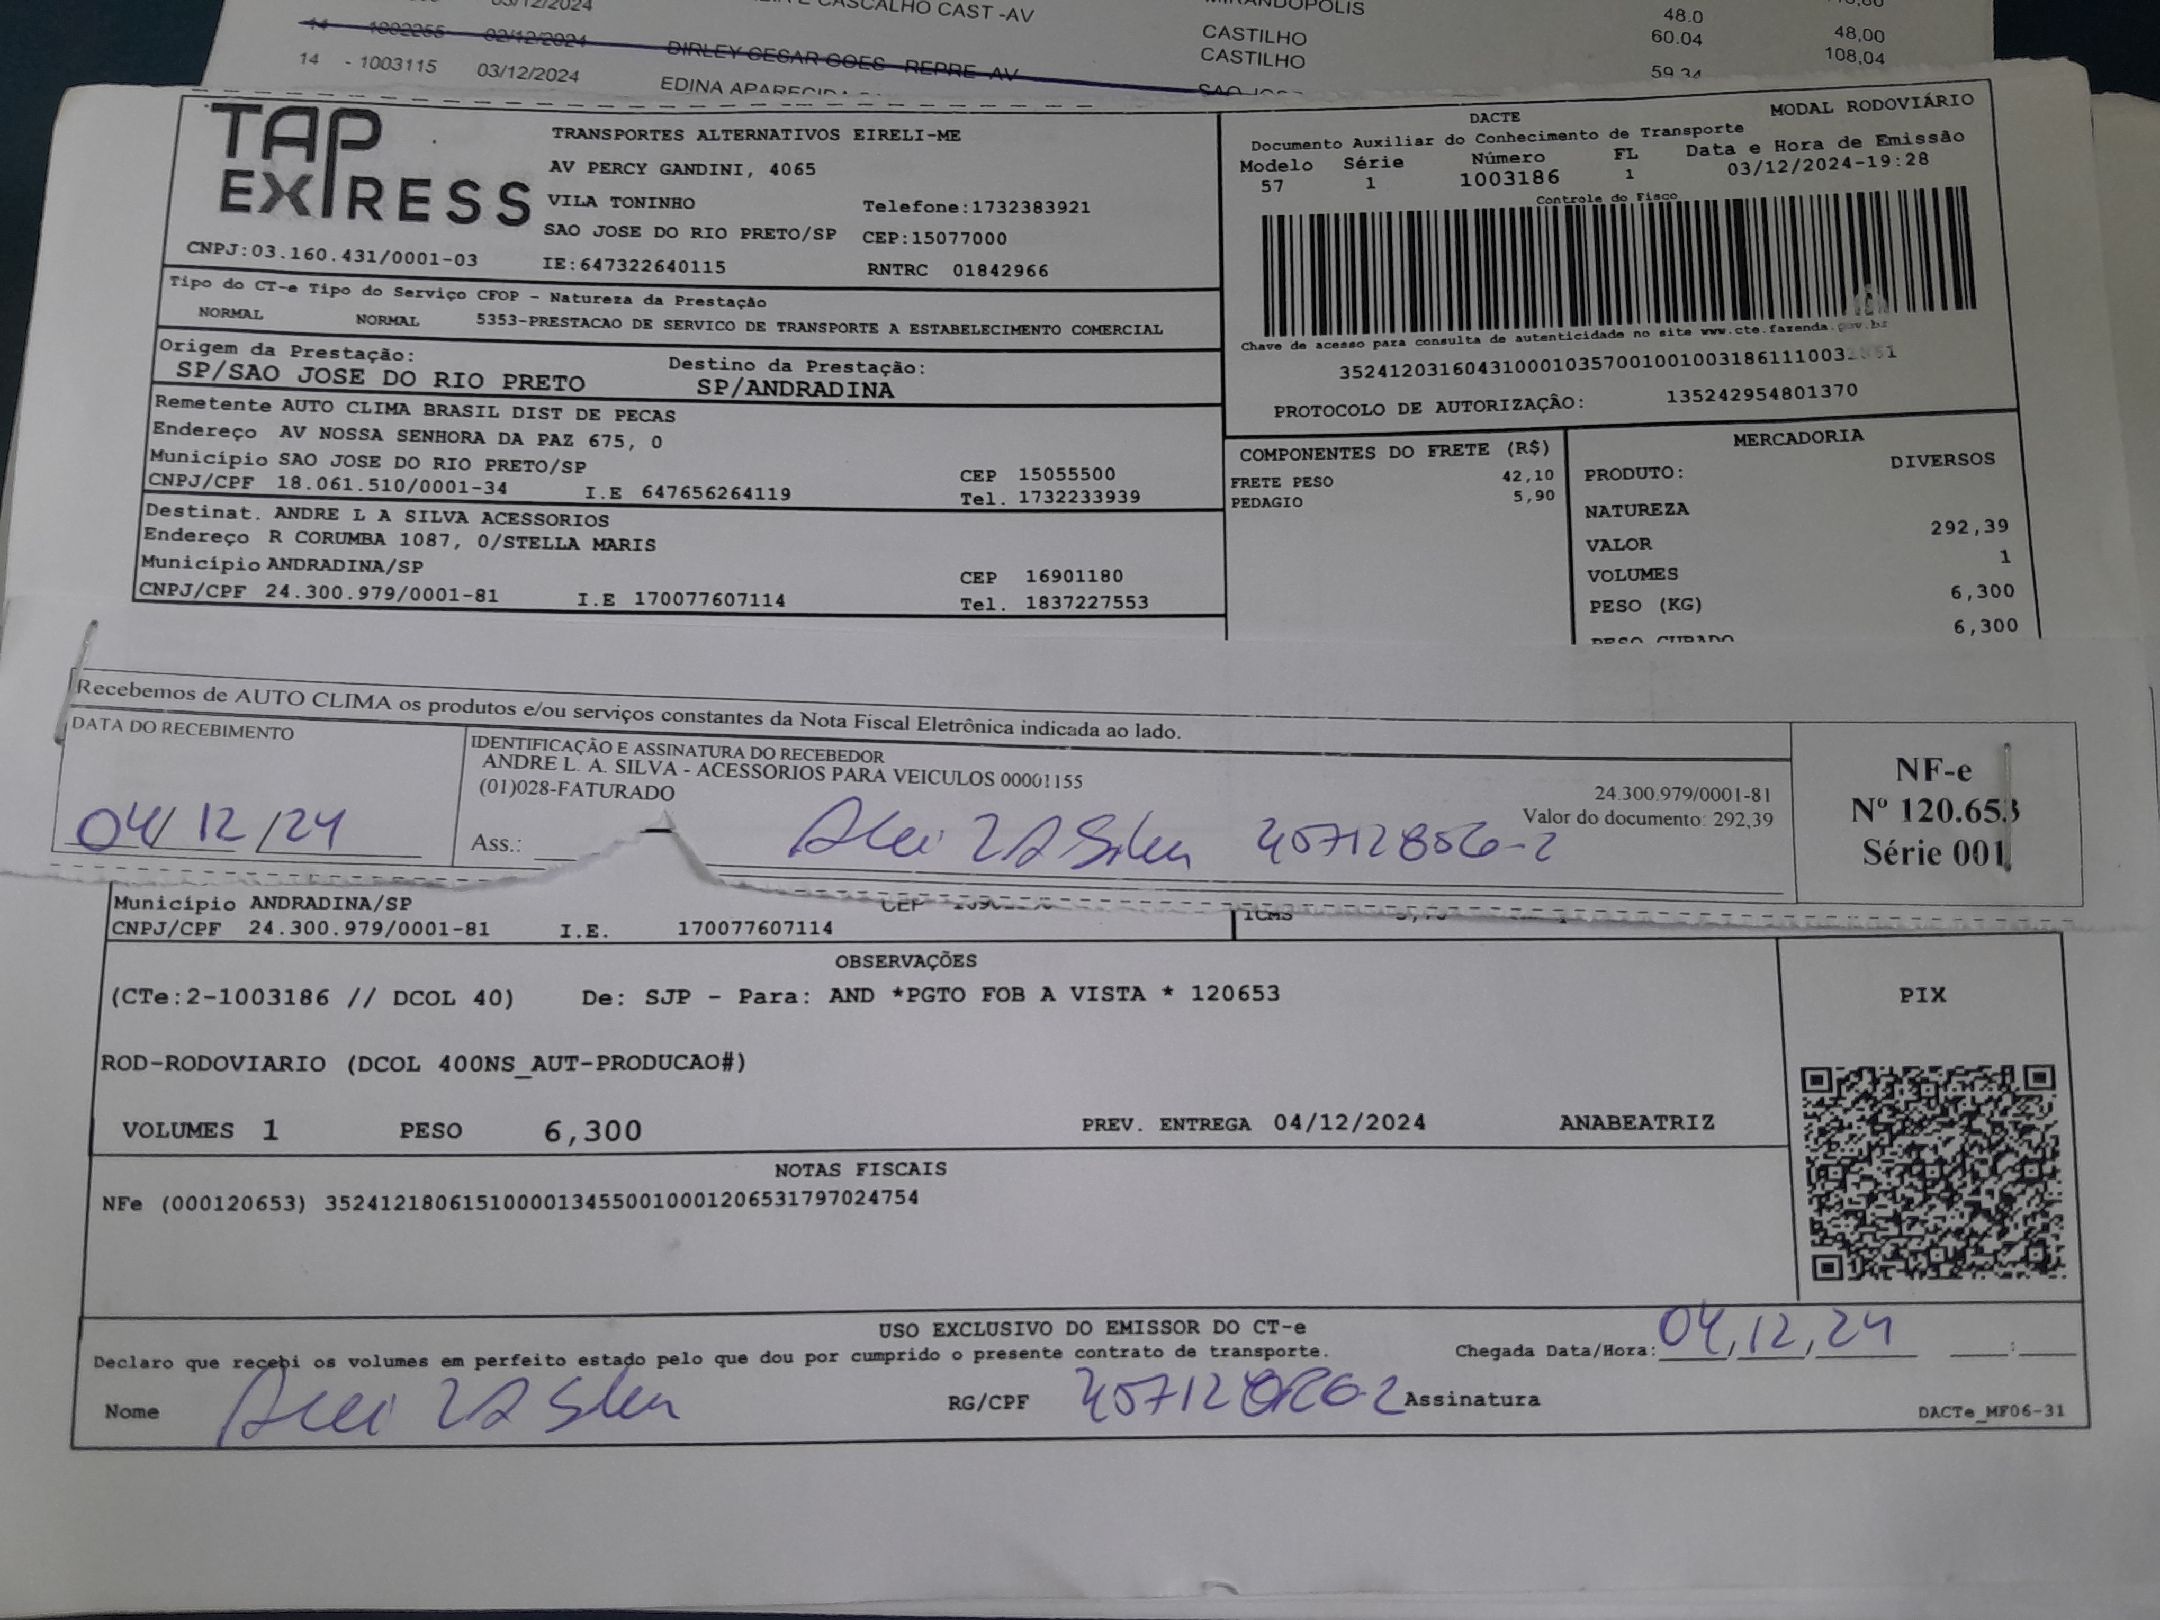 03/12/2024 CASCALHO CAST -AV MIRANDOPOLIS 48.0
14 - 1002255 02/12/2024 DIRLEY CESAR GOES - REPRE -AV CASTILHO 60.04 48,00
14 - 1003115 03/12/2024 EDINA APARECIDA CASTILHO 59.34 108,04
TAP EXPRESS
TRANSPORTES ALTERNATIVOS EIRELI-ME
AV PERCY GANDINI, 4065
VILA TONINHO Telefone:1732383921
SAO JOSE DO RIO PRETO/SP CEP:15077000
CNPJ:03.160.431/0001-03 IE:647322640115 RNTRC 01842966
DACTE MODAL RODOVIÁRIO
Documento Auxiliar do Conhecimento de Transporte
Modelo Série Número FL Data e Hora de Emissão
57 1 1003186 1 03/12/2024-19:28
Controle do Fisco
Chave de acesso para consulta de autenticidade no site www.cte.fazenda.gov.br
PROTOCOLO DE AUTORIZAÇÂO: 135242954801370
Tipo do CT-e Tipo do Serviço CFOP - Natureza da Prestação
NORMAL NORMAL 5353-PRESTACAO DE SERVICO DE TRANSPORTE A ESTABELECIMENTO COMERCIAL
Origem da Prestação: Destino da Prestação:
SP/SAO JOSE DO RIO PRETO SP/ANDRADINA
Remetente AUTO CLIMA BRASIL DIST DE PECAS
Endereço AV NOSSA SENHORA DA PAZ 675, 0
Município SAO JOSE DO RIO PRETO/SP CEP 15055500
CNPJ/CPF 18.061.510/0001-34 I.E 647656264119 Tel. 1732233939
Destinat. ANDRE L A SILVA ACESSORIOS
Endereço R CORUMBA 1087, 0/STELLA MARIS
Município ANDRADINA/SP CEP 16901180
CNPJ/CPF 24.300.979/0001-81 I.E 170077607114 Tel. 1837227553
COMPONENTES DO FRETE (R$)
FRETE PESO 42,10
PEDAGIO 5,90
MERCADORIA
PRODUTO: DIVERSOS
NATUREZA
VALOR 292,39
VOLUMES 1
PESO (KG) 6,300
PESO CUBADO 6,300
Recebemos de AUTO CLIMA os produtos e/ou serviços constantes da Nota Fiscal Eletrônica indicada ao lado.
DATA DO RECEBIMENTO
04/12/24
IDENTIFICAÇÃO E ASSINATURA DO RECEBEDOR
ANDRE L. A. SILVA - ACESSORIOS PARA VEICULOS 00001155
(01)028-FATURADO
24.300.979/0001-81
Valor do documento: 292,39
Ass.:
NF-e
Nº 120.653
Série 001
Município ANDRADINA/SP CEP
CNPJ/CPF 24.300.979/0001-81 I.E. 170077607114
ICMS
OBSERVAÇÕES
(CTe:2-1003186 // DCOL 40) De: SJP - Para: AND *PGTO FOB A VISTA * 120653
ROD-RODOVIARIO (DCOL 400NS_AUT-PRODUCAO#)
VOLUMES 1 PESO 6,300 PREV. ENTREGA 04/12/2024 ANABEATRIZ
PIX
NOTAS FISCAIS
NFe (000120653) 35241218061510000134550010001206531797024754
USO EXCLUSIVO DO EMISSOR DO CT-e
Declaro que recebi os volumes em perfeito estado pelo que dou por cumprido o presente contrato de transporte. Chegada Data/Hora: 04,12,24 :
Nome RG/CPF Assinatura
DACTe_MF06-31